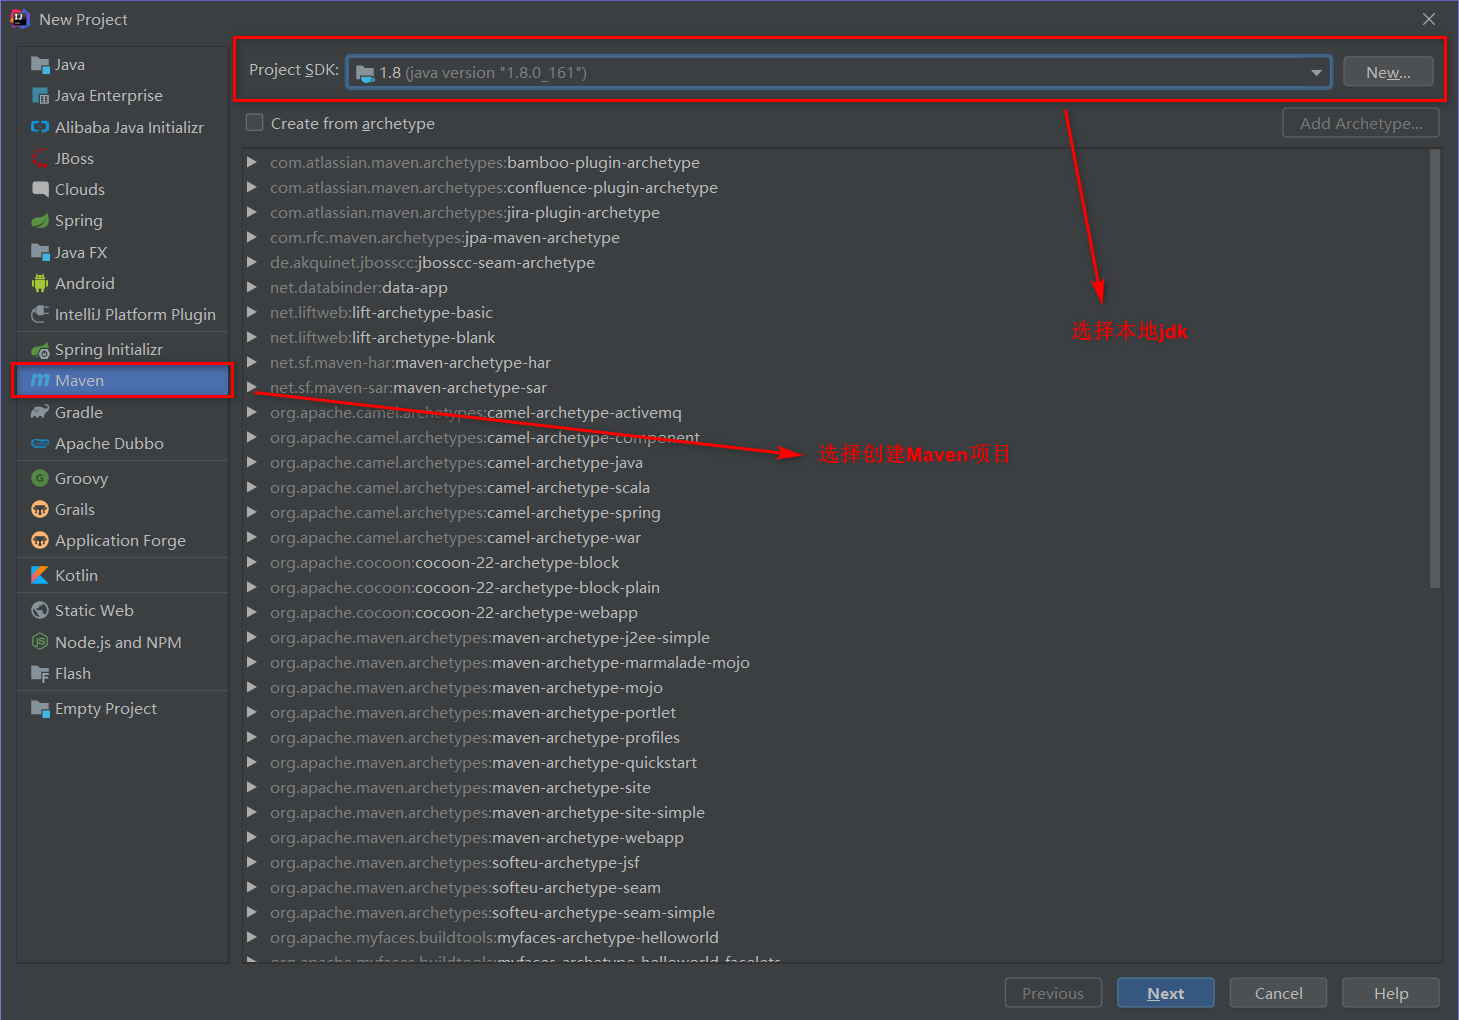 New Project
Java
Java Enterprise
Alibaba Java Initializr
JBoss
Clouds
Spring
Java FX
Android
IntelliJ Platform Plugin
Spring Initializr
Maven
Gradle
Apache Dubbo
Groovy
Grails
Application Forge
Kotlin
Static Web
Node.js and NPM
Flash
Empty Project
Project SDK: 1.8 (java version "1.8.0_161") New...
Create from archetype Add Archetype...
com.atlassian.maven.archetypes:bamboo-plugin-archetype
com.atlassian.maven.archetypes:confluence-plugin-archetype
com.atlassian.maven.archetypes:jira-plugin-archetype
com.rfc.maven.archetypes:jpa-maven-archetype
de.akquinet.jbosscc:jbosscc-seam-archetype
net.databinder:data-app
net.liftweb:lift-archetype-basic
net.liftweb:lift-archetype-blank
选择本地jdk
net.sf.maven-har:maven-archetype-har
net.sf.maven-sar:maven-archetype-sar
org.apache.camel.archetypes:camel-archetype-activemq
org.apache.camel.archetypes:camel-archetype-component
选择创建Maven项目
org.apache.camel.archetypes:camel-archetype-java
org.apache.camel.archetypes:camel-archetype-scala
org.apache.camel.archetypes:camel-archetype-spring
org.apache.camel.archetypes:camel-archetype-war
org.apache.cocoon:cocoon-22-archetype-block
org.apache.cocoon:cocoon-22-archetype-block-plain
org.apache.cocoon:cocoon-22-archetype-webapp
org.apache.maven.archetypes:maven-archetype-j2ee-simple
org.apache.maven.archetypes:maven-archetype-marmalade-mojo
org.apache.maven.archetypes:maven-archetype-mojo
org.apache.maven.archetypes:maven-archetype-portlet
org.apache.maven.archetypes:maven-archetype-profiles
org.apache.maven.archetypes:maven-archetype-quickstart
org.apache.maven.archetypes:maven-archetype-site
org.apache.maven.archetypes:maven-archetype-site-simple
org.apache.maven.archetypes:maven-archetype-webapp
org.apache.maven.archetypes:softeu-archetype-jsf
org.apache.maven.archetypes:softeu-archetype-seam
org.apache.maven.archetypes:softeu-archetype-seam-simple
org.apache.myfaces.buildtools:myfaces-archetype-helloworld
org.apache.myfaces.buildtools:myfaces-archetype-helloworld-facelets
Previous Next Cancel Help